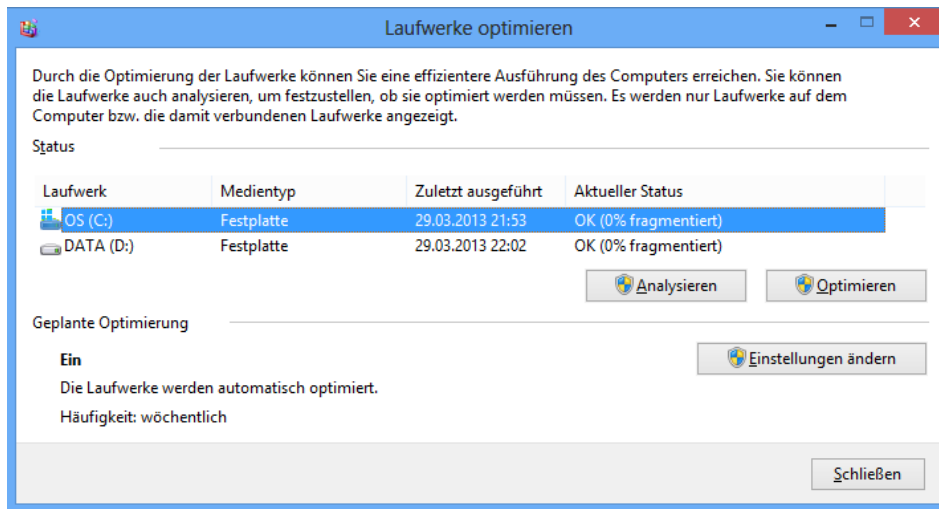 Laufwerke optimieren
Durch die Optimierung der Laufwerke können Sie eine effizientere Ausführung des Computers erreichen. Sie können
die Laufwerke auch analysieren, um festzustellen, ob sie optimiert werden müssen. Es werden nur Laufwerke auf dem
Computer bzw. die damit verbundenen Laufwerke angezeigt.
Status
Laufwerk Medientyp Zuletzt ausgeführt Aktueller Status
OS (C:) Festplatte 29.03.2013 21:53 OK (0% fragmentiert)
DATA (D:) Festplatte 29.03.2013 22:02 OK (0% fragmentiert)
Analysieren Optimieren
Geplante Optimierung
Ein Einstellungen ändern
Die Laufwerke werden automatisch optimiert.
Häufigkeit: wöchentlich
Schließen